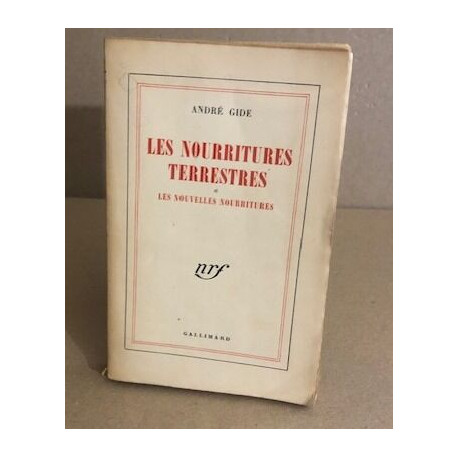 ANDRÉ GIDE
LES NOURRITURES
TERRESTRES
LES NOUVELLES NOURRITURES
nrf
GALLIMARD